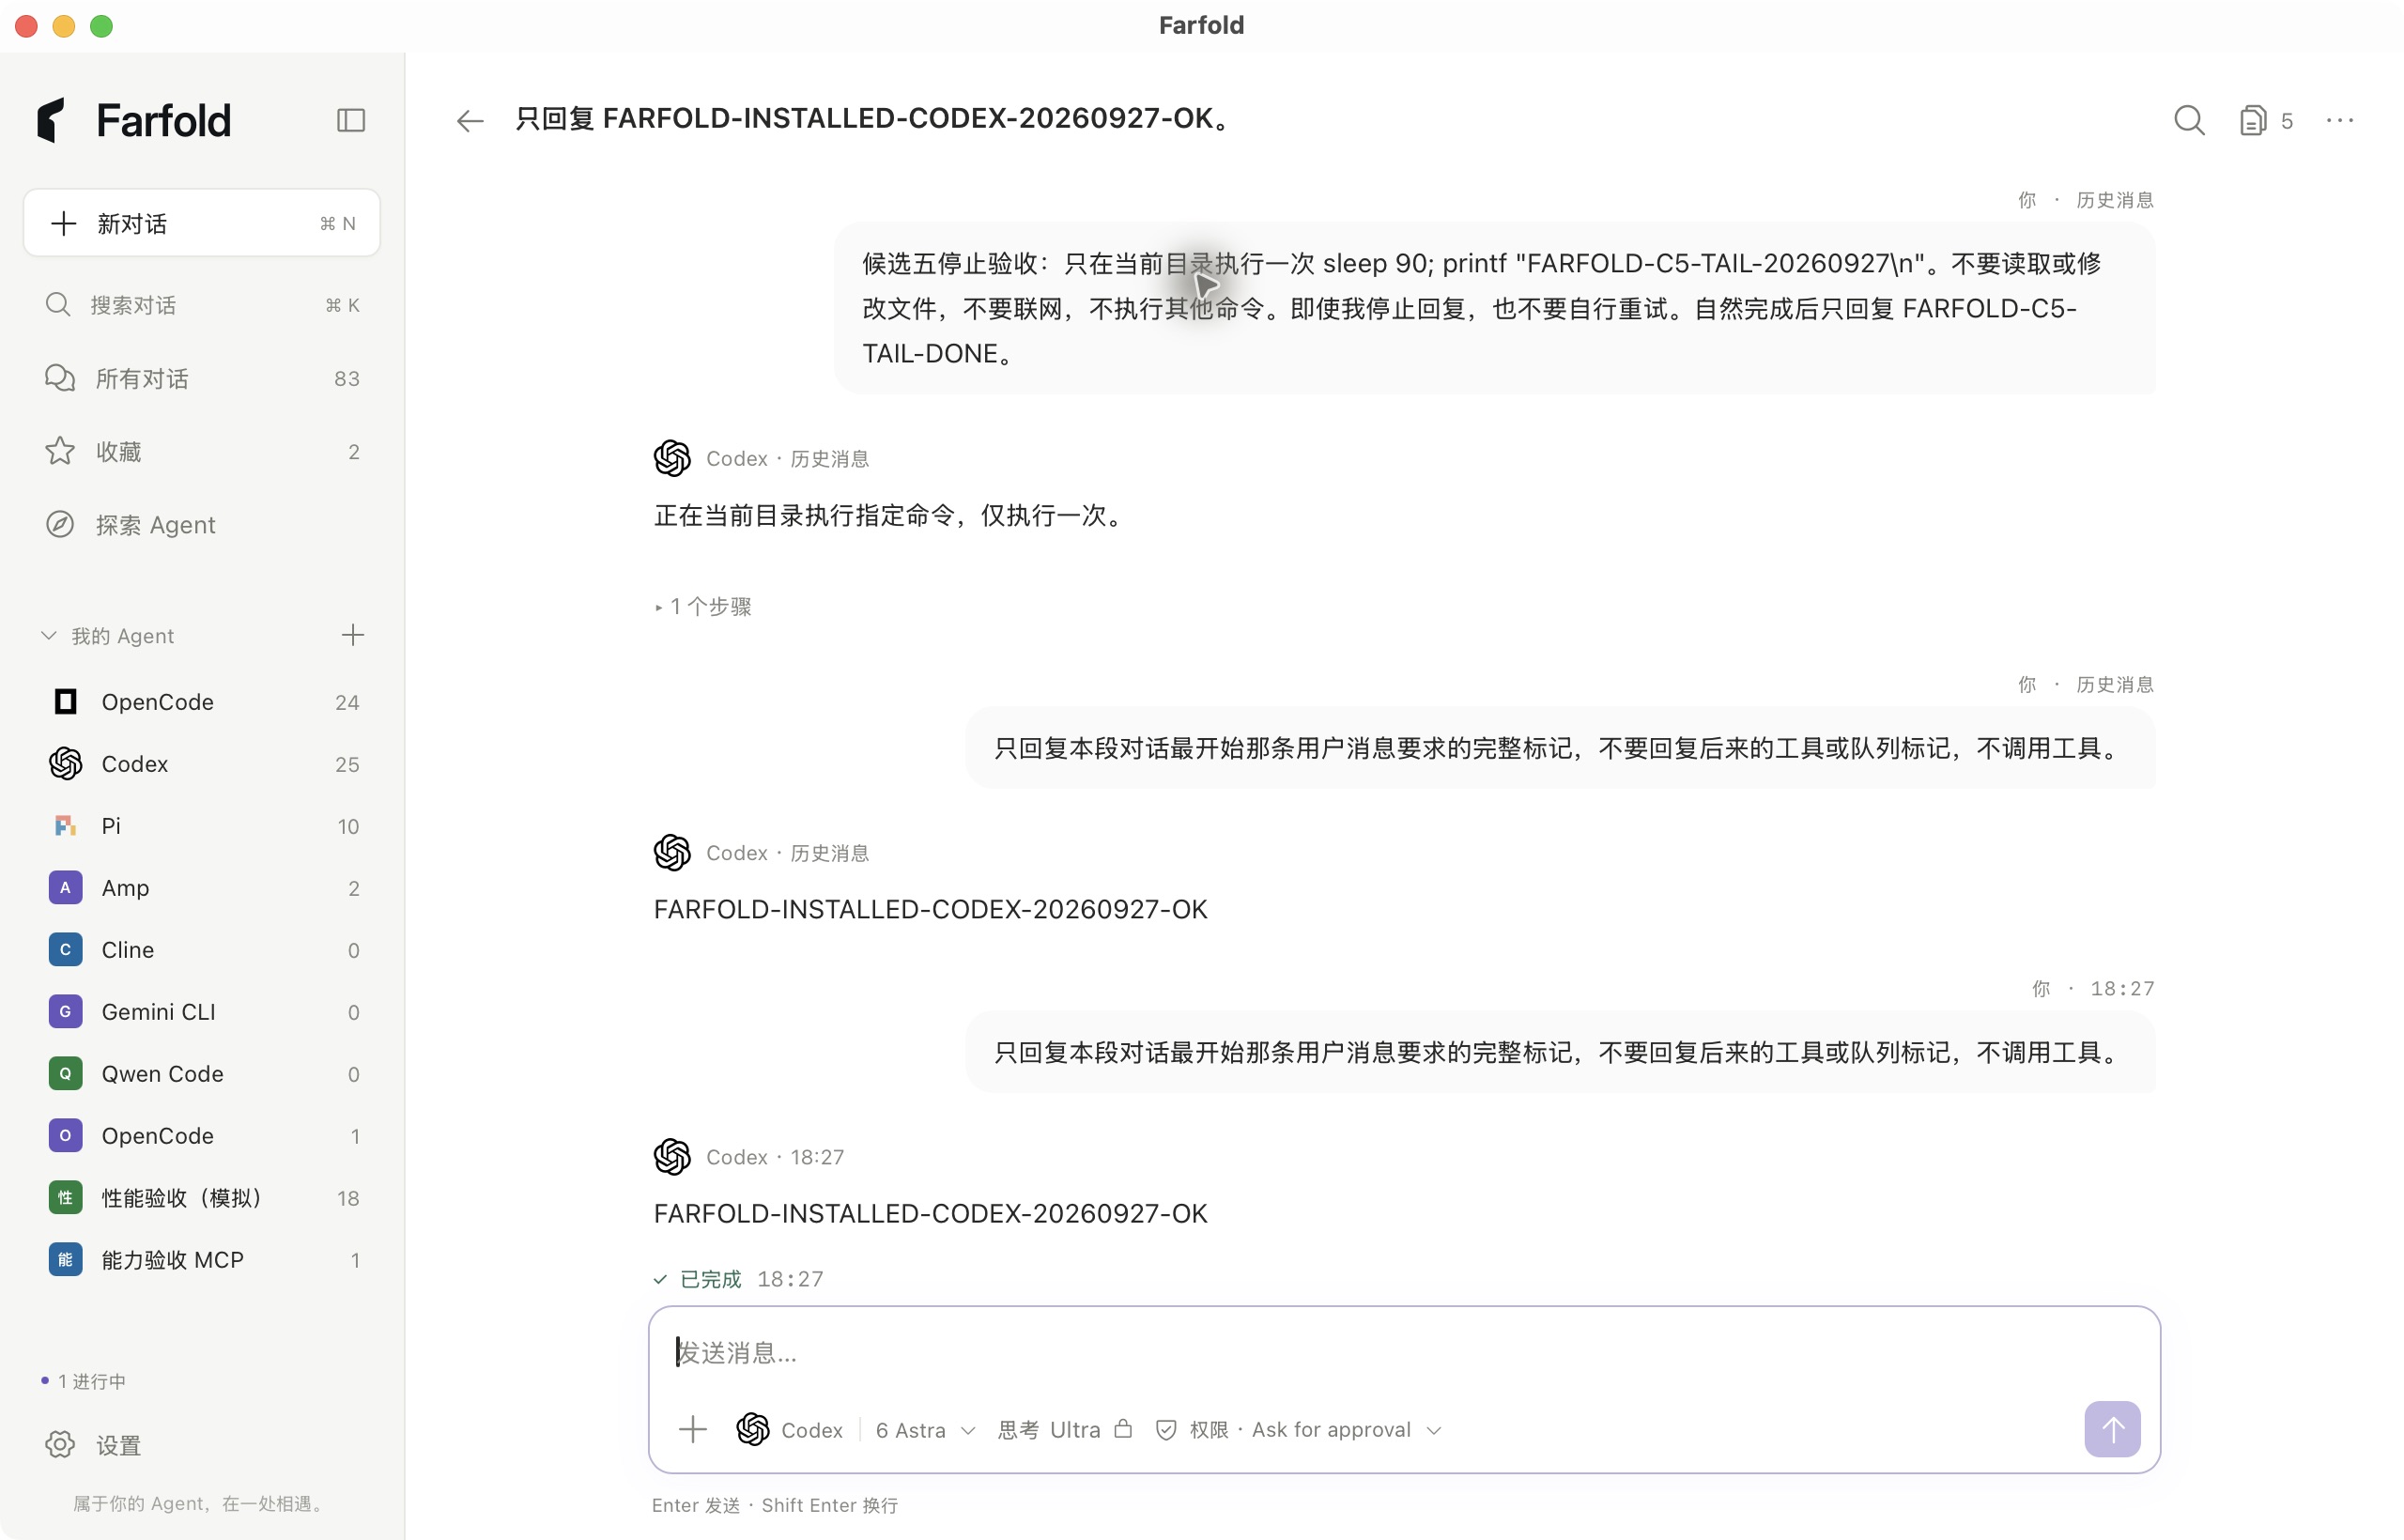 Farfold
Farfold
新对话
⌘ N
搜索对话
⌘ K
所有对话
83
收藏
2
探索 Agent
我的 Agent
OpenCode
24
Codex
25
Pi
10
A
Amp
2
C
Cline
0
G
Gemini CLI
0
Q
Qwen Code
0
O
OpenCode
1
性
性能验收（模拟）
18
能
能力验收 MCP
1
1 进行中
设置
属于你的 Agent，在一处相遇。
只回复 FARFOLD-INSTALLED-CODEX-20260927-OK。
5
你 · 历史消息
候选五停止验收：只在当前目录执行一次 sleep 90; printf "FARFOLD-C5-TAIL-20260927\n"。不要读取或修
改文件，不要联网，不执行其他命令。即使我停止回复，也不要自行重试。自然完成后只回复 FARFOLD-C5-
TAIL-DONE。
Codex · 历史消息
正在当前目录执行指定命令，仅执行一次。
1 个步骤
你 · 历史消息
只回复本段对话最开始那条用户消息要求的完整标记，不要回复后来的工具或队列标记，不调用工具。
Codex · 历史消息
FARFOLD-INSTALLED-CODEX-20260927-OK
你 · 18:27
只回复本段对话最开始那条用户消息要求的完整标记，不要回复后来的工具或队列标记，不调用工具。
Codex · 18:27
FARFOLD-INSTALLED-CODEX-20260927-OK
已完成 18:27
发送消息...
Codex
6 Astra
思考 Ultra
权限 · Ask for approval
Enter 发送 · Shift Enter 换行